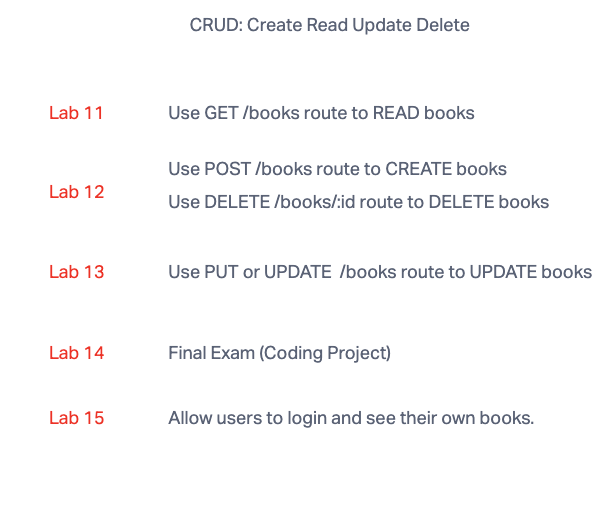 CRUD: Create Read Update Delete
Lab 11 Use GET /books route to READ books
Use POST /books route to CREATE books
Lab 12
Use DELETE /books/:id route to DELETE books
Lab 13 Use PUT or UPDATE /books route to UPDATE books
Lab 14 Final Exam (Coding Project)
Lab 15 Allow users to login and see their own books.